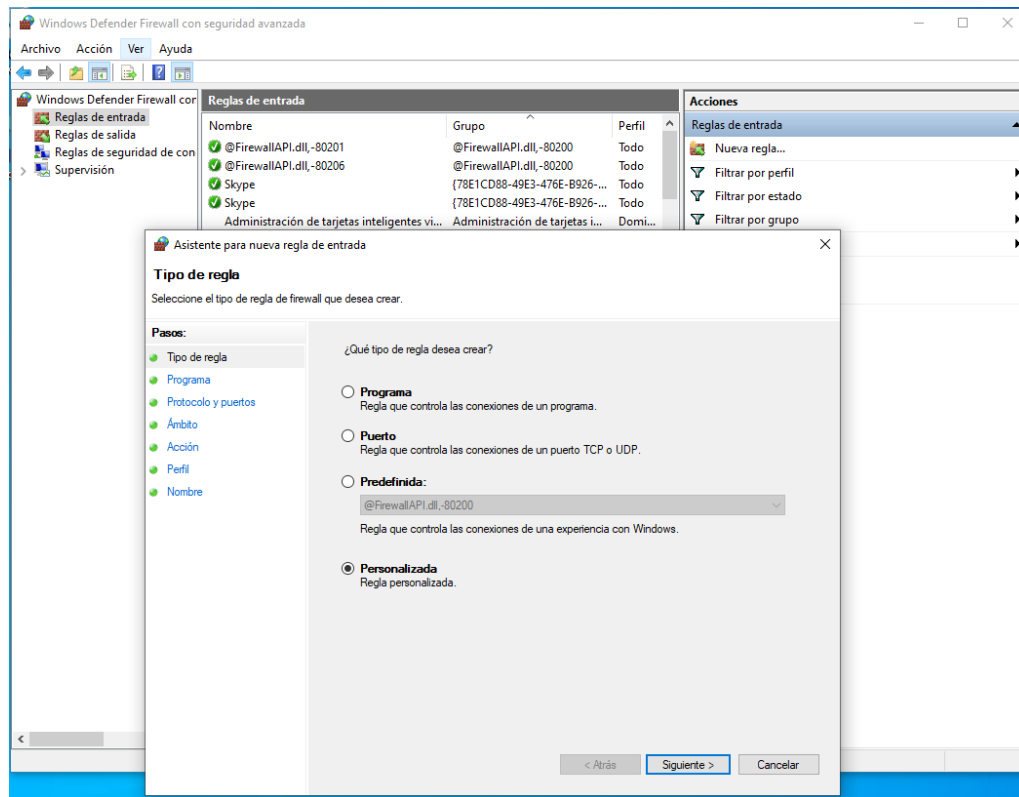 Windows Defender Firewall con seguridad avanzada
Archivo Acción Ver Ayuda
Windows Defender Firewall cor
Reglas de entrada
Reglas de salida
Reglas de seguridad de con
Supervisión
Reglas de entrada
Nombre Grupo Perfil
@FirewallAPI.dll,-80201 @FirewallAPI.dll,-80200 Todo
@FirewallAPI.dll,-80206 @FirewallAPI.dll,-80200 Todo
Skype {78E1CD88-49E3-476E-B926-... Todo
Skype {78E1CD88-49E3-476E-B926-... Todo
Administración de tarjetas inteligentes vi... Administración de tarjetas i... Domi...
Acciones
Reglas de entrada
Nueva regla...
Filtrar por perfil
Filtrar por estado
Filtrar por grupo
Asistente para nueva regla de entrada
Tipo de regla
Seleccione el tipo de regla de firewall que desea crear.
Pasos:
Tipo de regla
Programa
Protocolo y puertos
Ámbito
Acción
Perfil
Nombre
¿Qué tipo de regla desea crear?
Programa
Regla que controla las conexiones de un programa.
Puerto
Regla que controla las conexiones de un puerto TCP o UDP.
Predefinida:
@FirewallAPI.dll,-80200
Regla que controla las conexiones de una experiencia con Windows.
Personalizada
Regla personalizada.
< Atrás Siguiente > Cancelar